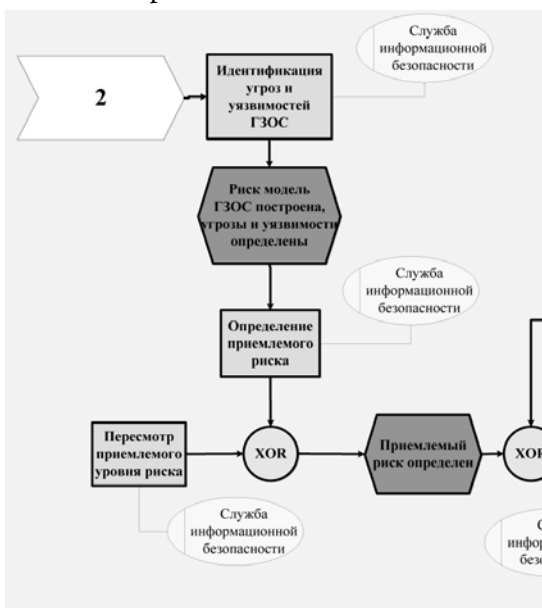 Служба
информационной
безопасности
2
Идентификация
угроз и
уязвимостей
ГЗОС
Риск модель
ГЗОС построена,
угрозы и уязвимости
определены
Служба
информационной
безопасности
Определение
приемлемого
риска
Пересмотр
приемлемого
уровня риска
XOR
Приемлемый
риск определен
XOR
Служба
информационной
безопасности